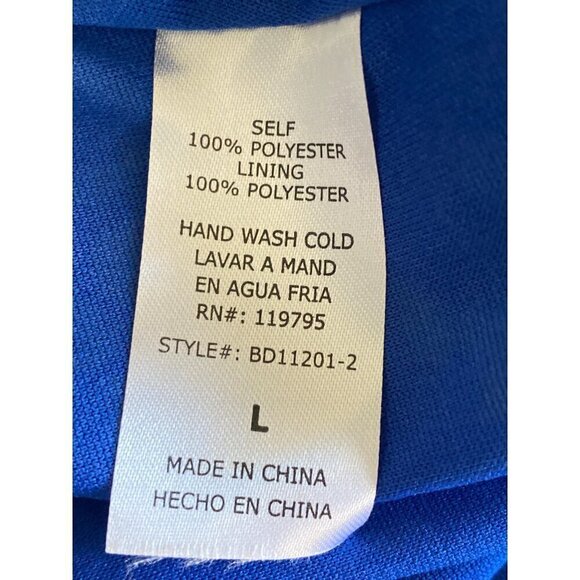 SELF
100% POLYESTER
LINING
100% POLYESTER
HAND WASH COLD
LAVAR A MAND
EN AGUA FRIA
RN#: 119795
STYLE#: BD11201-2
L
MADE IN CHINA
HECHO EN CHINA